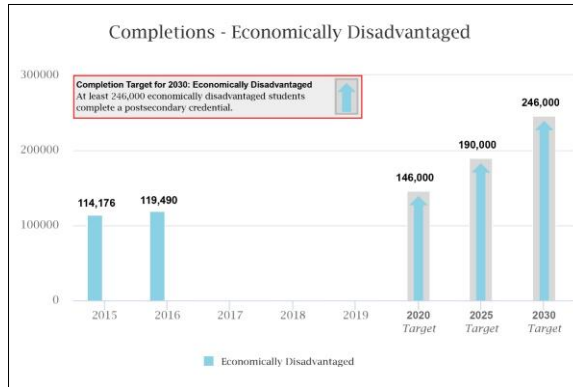 Completions - Economically Disadvantaged
300000
Completion Target for 2030: Economically Disadvantaged
At least 246,000 economically disadvantaged students
complete a postsecondary credential.
246,000
190,000
200000
146,000
114,176
119,490
100000
0
2015
2016
2017
2018
2019
2020
Target
2025
Target
2030
Target
Economically Disadvantaged